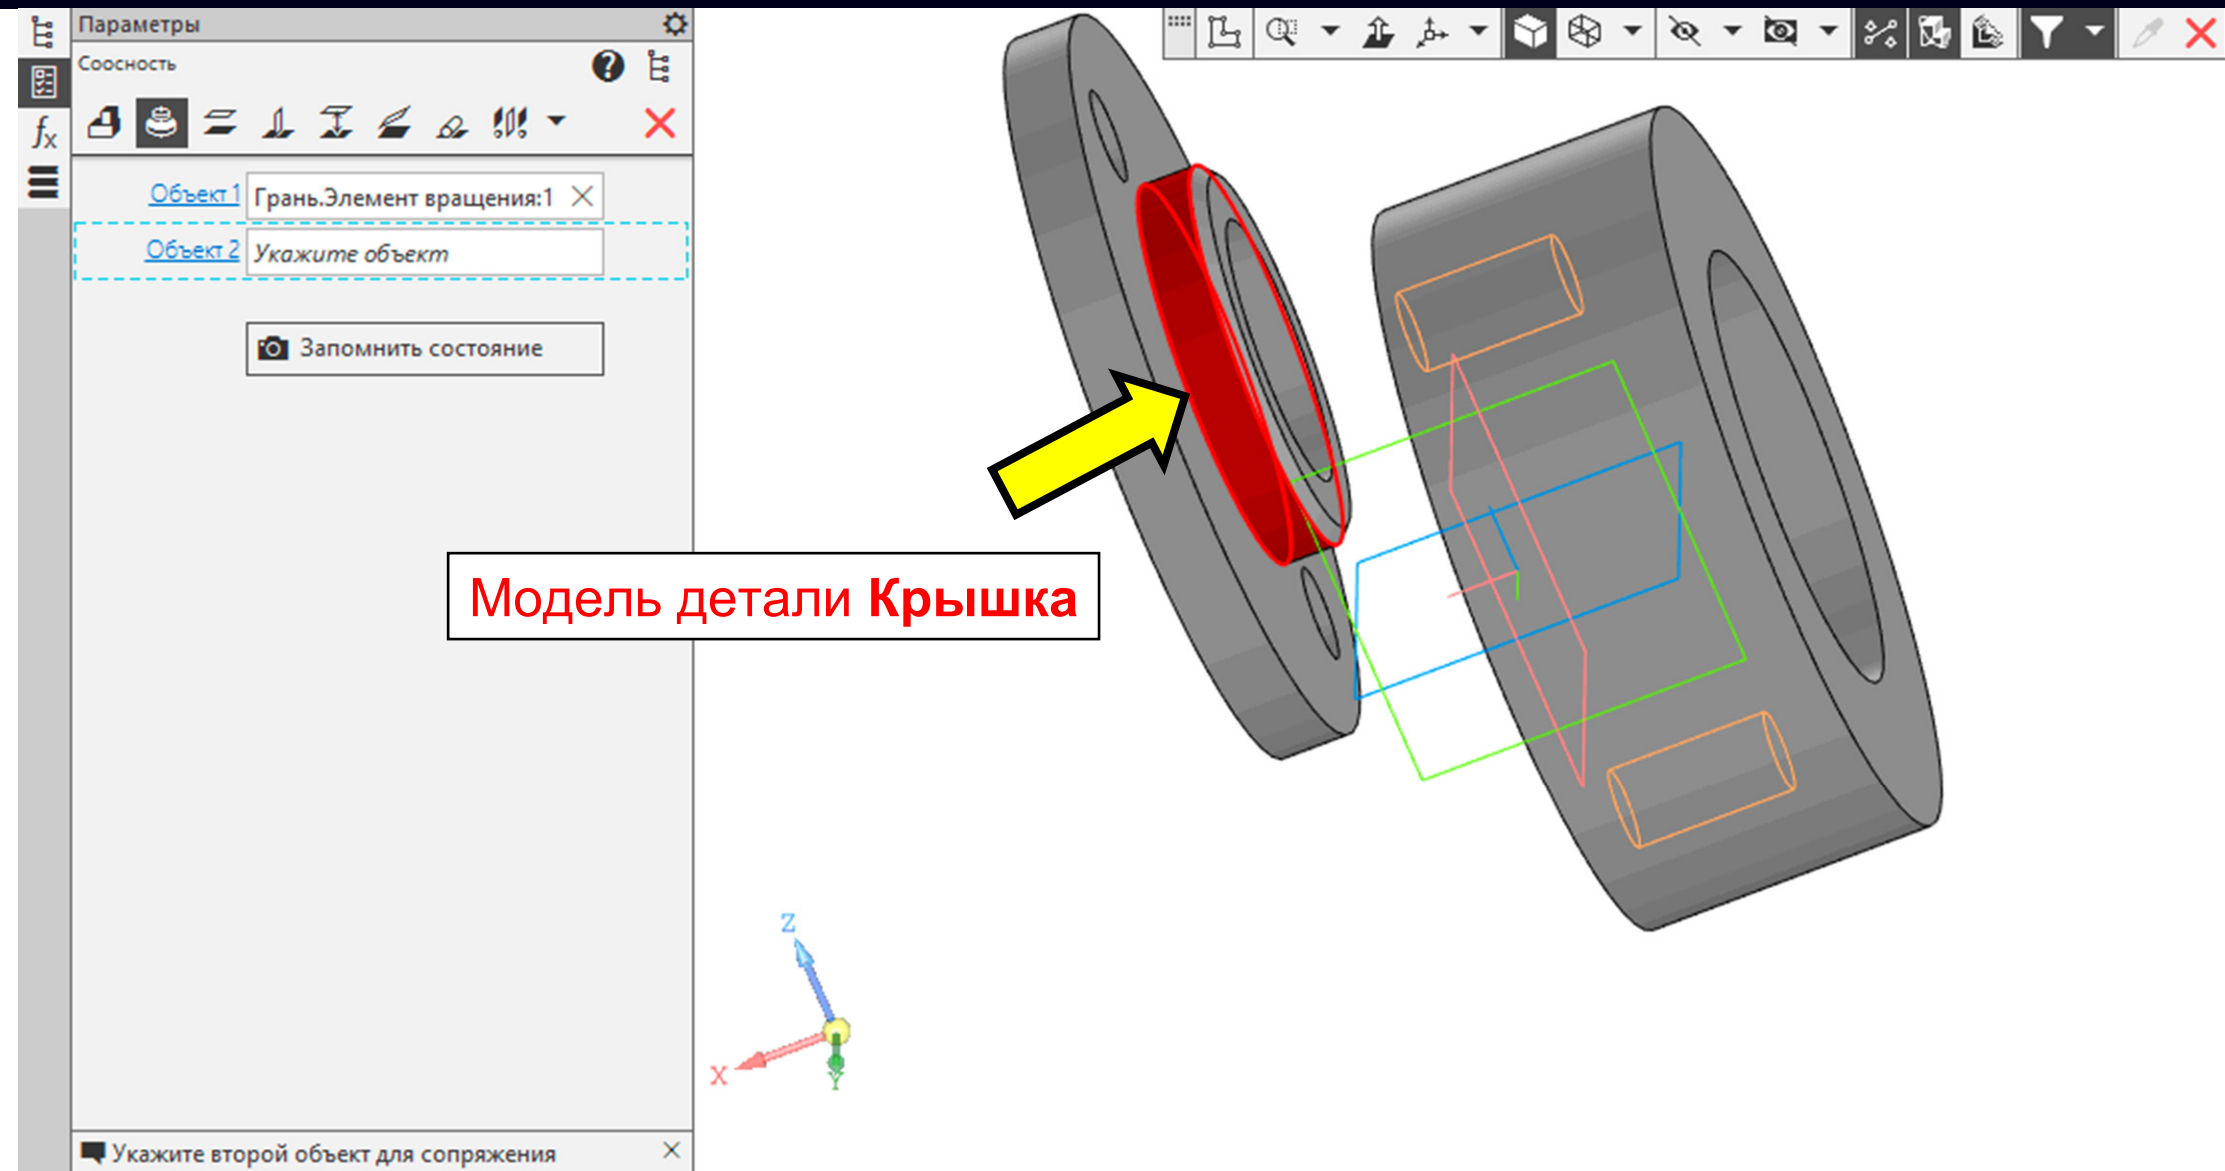 Параметры
Соосность
fx
Объект 1 Грань.Элемент вращения:1
Объект 2 Укажите объект
Запомнить состояние
Модель детали Крышка
Z
X
Y
Укажите второй объект для сопряжения